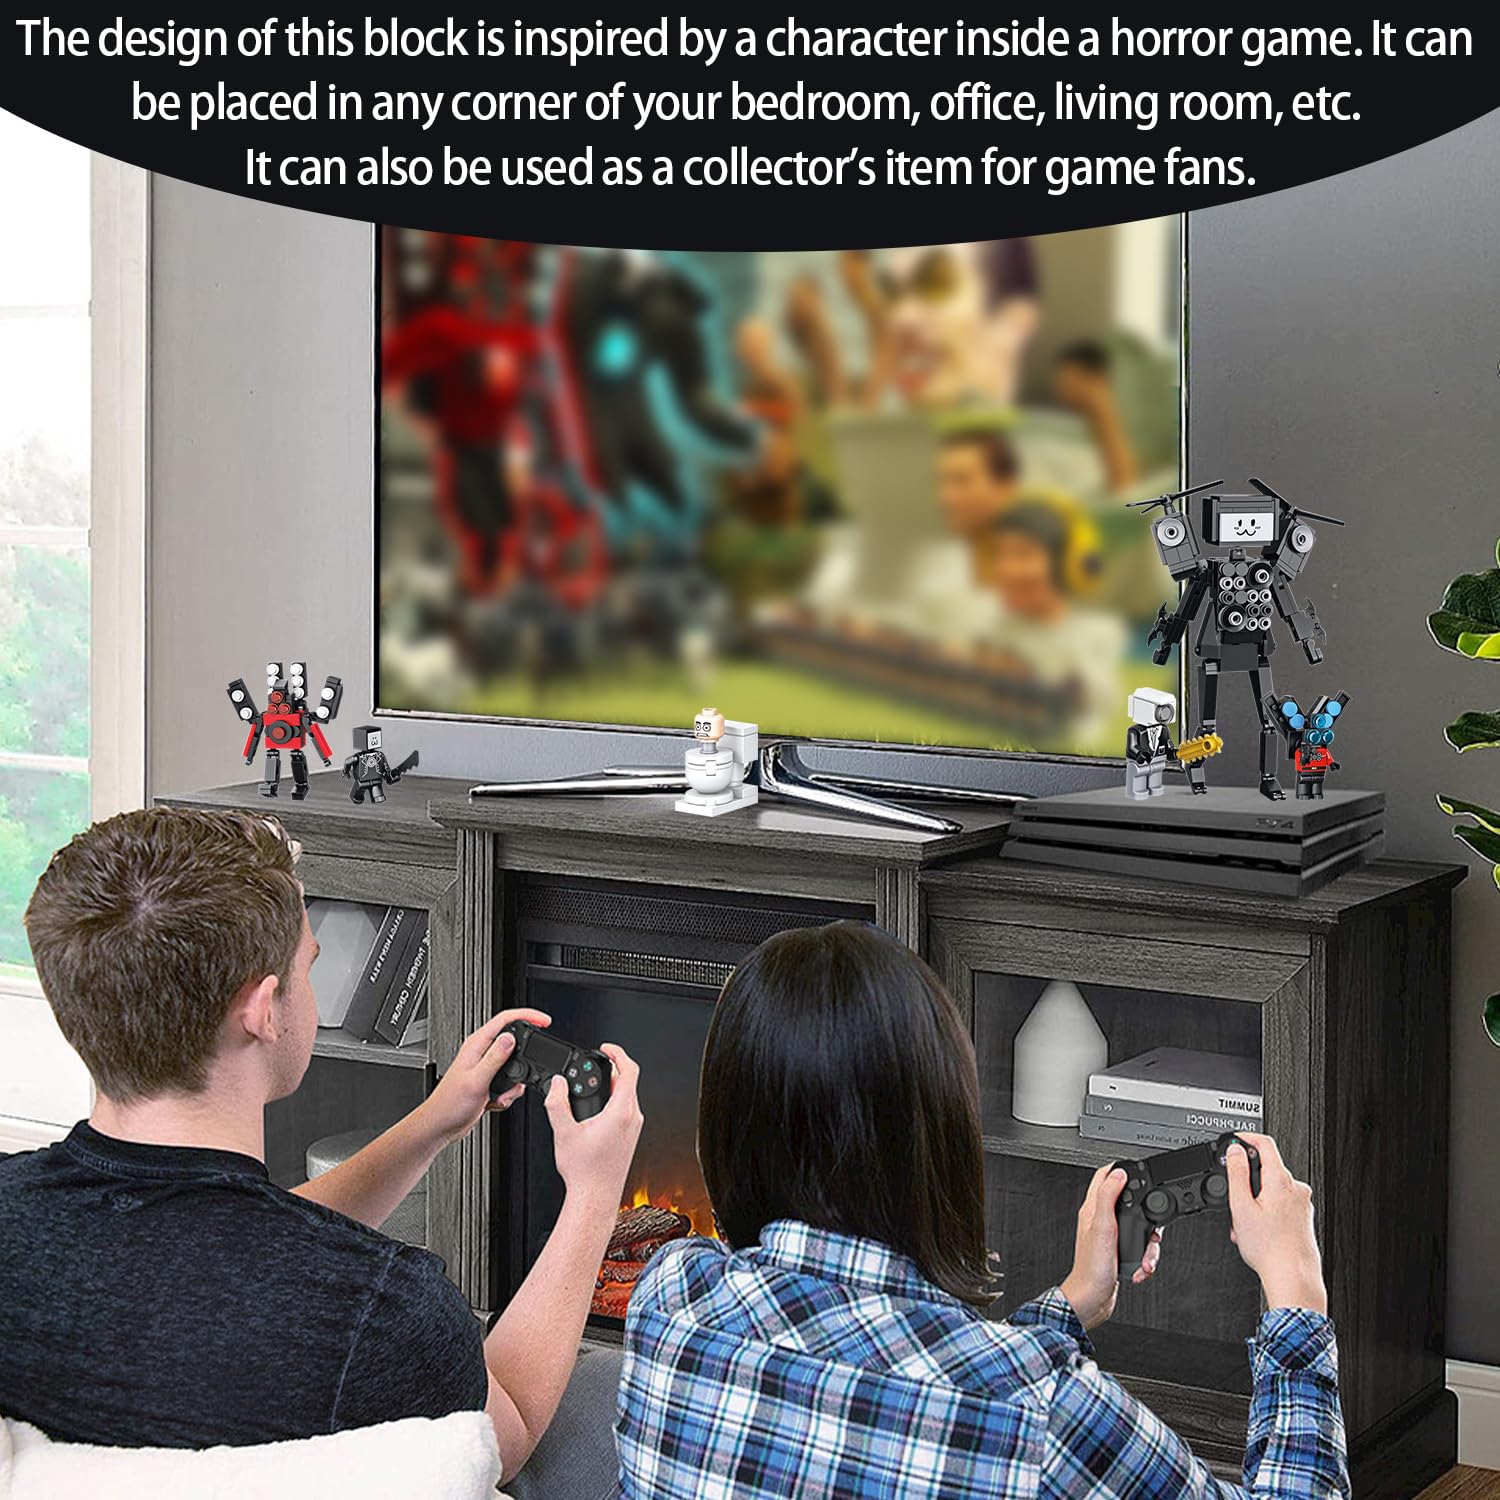 The design of this block is inspired by a character inside a horror game. It can
be placed in any corner of your bedroom, office, living room, etc.
It can also be used as a collector's item for game fans.
PS4
SUMMIT
RALPHPUCCI